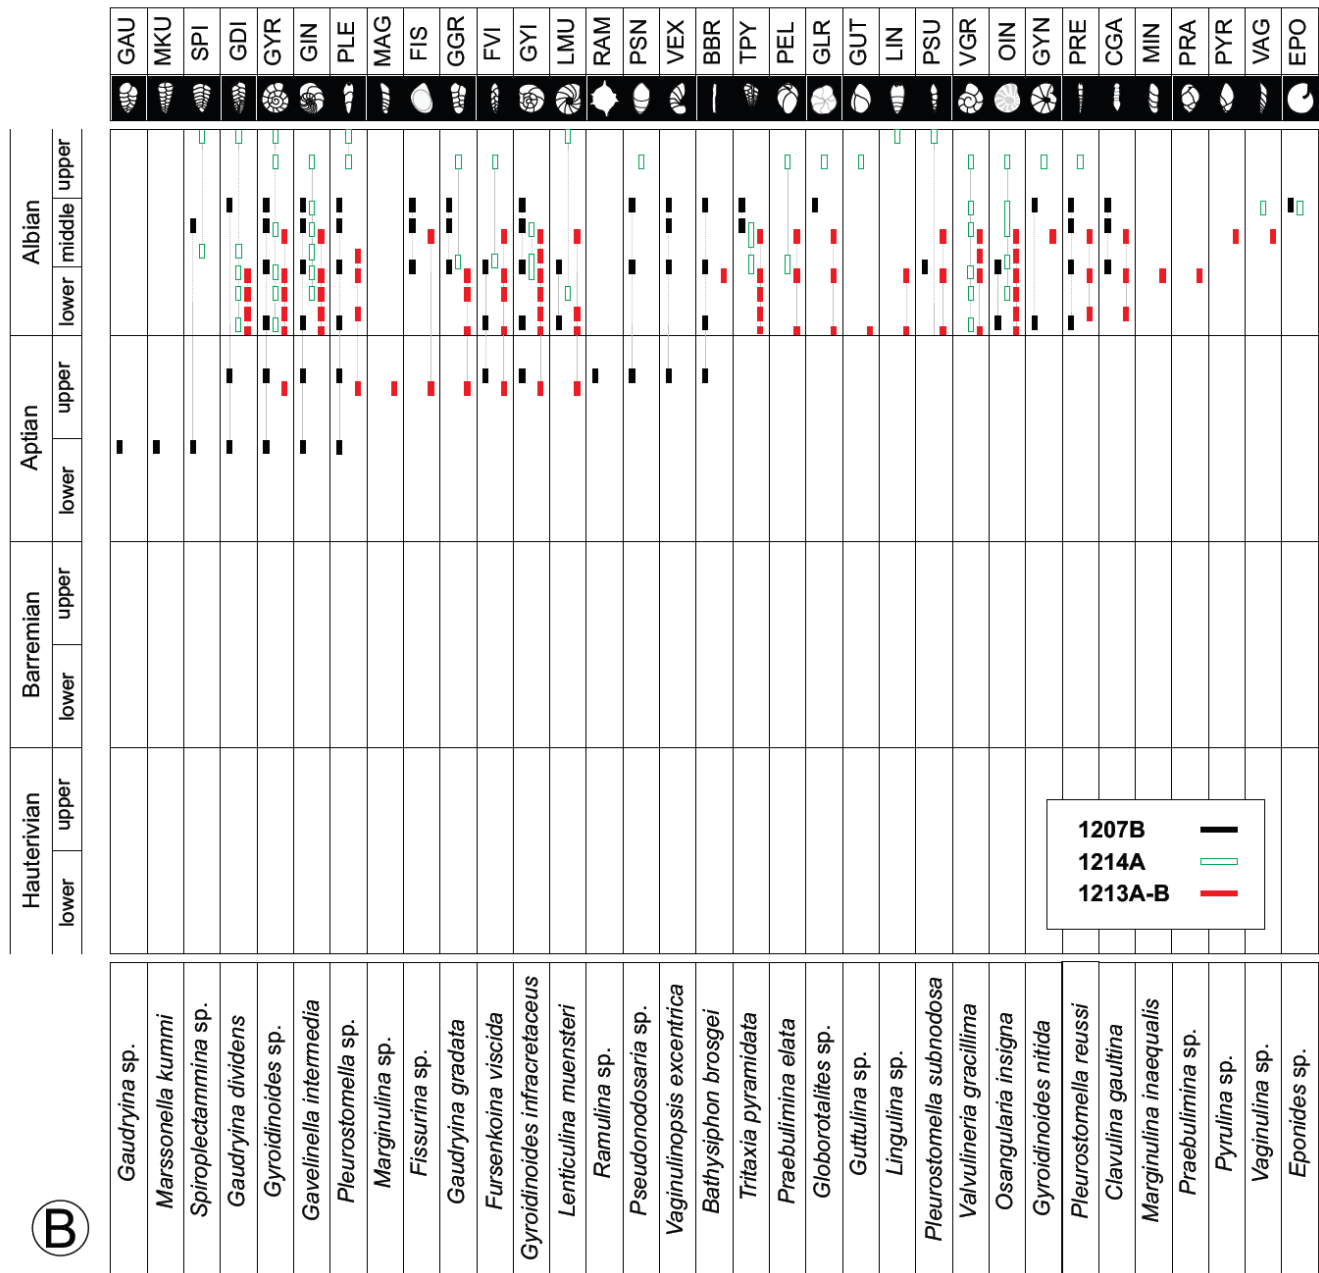 GAU
MKU
SPI
GDI
GYR
GIN
PLE
MAG
FIS
GGR
FVI
GYI
LMU
RAM
PSN
VEX
BBR
TPY
PEL
GLR
GUT
LIN
PSU
VGR
OIN
GYN
PRE
CGA
MIN
PRA
PYR
VAG
EPO
Albian
upper
middle
lower
Aptian
upper
lower
Barremian
upper
lower
Hauterivian
upper
lower
1207B
1214A
1213A-B
Gaudryina sp.
Marssonella kummi
Spiroplectammina sp.
Gaudryina dividens
Gyridinoides sp.
Gavelinella intermedia
Pleurostomella sp.
Marginulina sp.
Fissurina sp.
Gaudryina gradata
Fursenkoina viscida
Gyroidinoides infracretaceus
Lenticulina muensteri
Ramulina sp.
Pseudonodosaria sp.
Vaginulinopsis excentrica
Bathysiphon brosgei
Tritaxia pyramidata
Praebulimina elata
Globorotalites sp.
Guttulina sp.
Lingulina sp.
Pleurostomella subnodosa
Valvulineria gracillima
Osangularia insigna
Gyroidinoides nitida
Pleurostomella reussi
Clavulina gaultina
Marginulina inaequalis
Praebulimina sp.
Pyrulina sp.
Vaginulina sp.
Eponides sp.
B